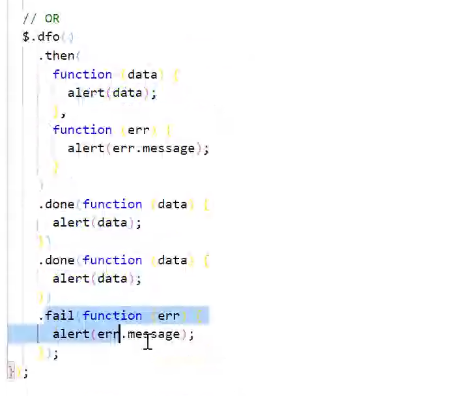 // OR
$.dfo()
.then(
function (data) {
alert(data);
},
function (err) {
alert(err.message);
}
)
.done(function (data) {
alert(data);
})
.done(function (data) {
alert(data);
})
.fail(function (err) {
alert(err.message);
});
});